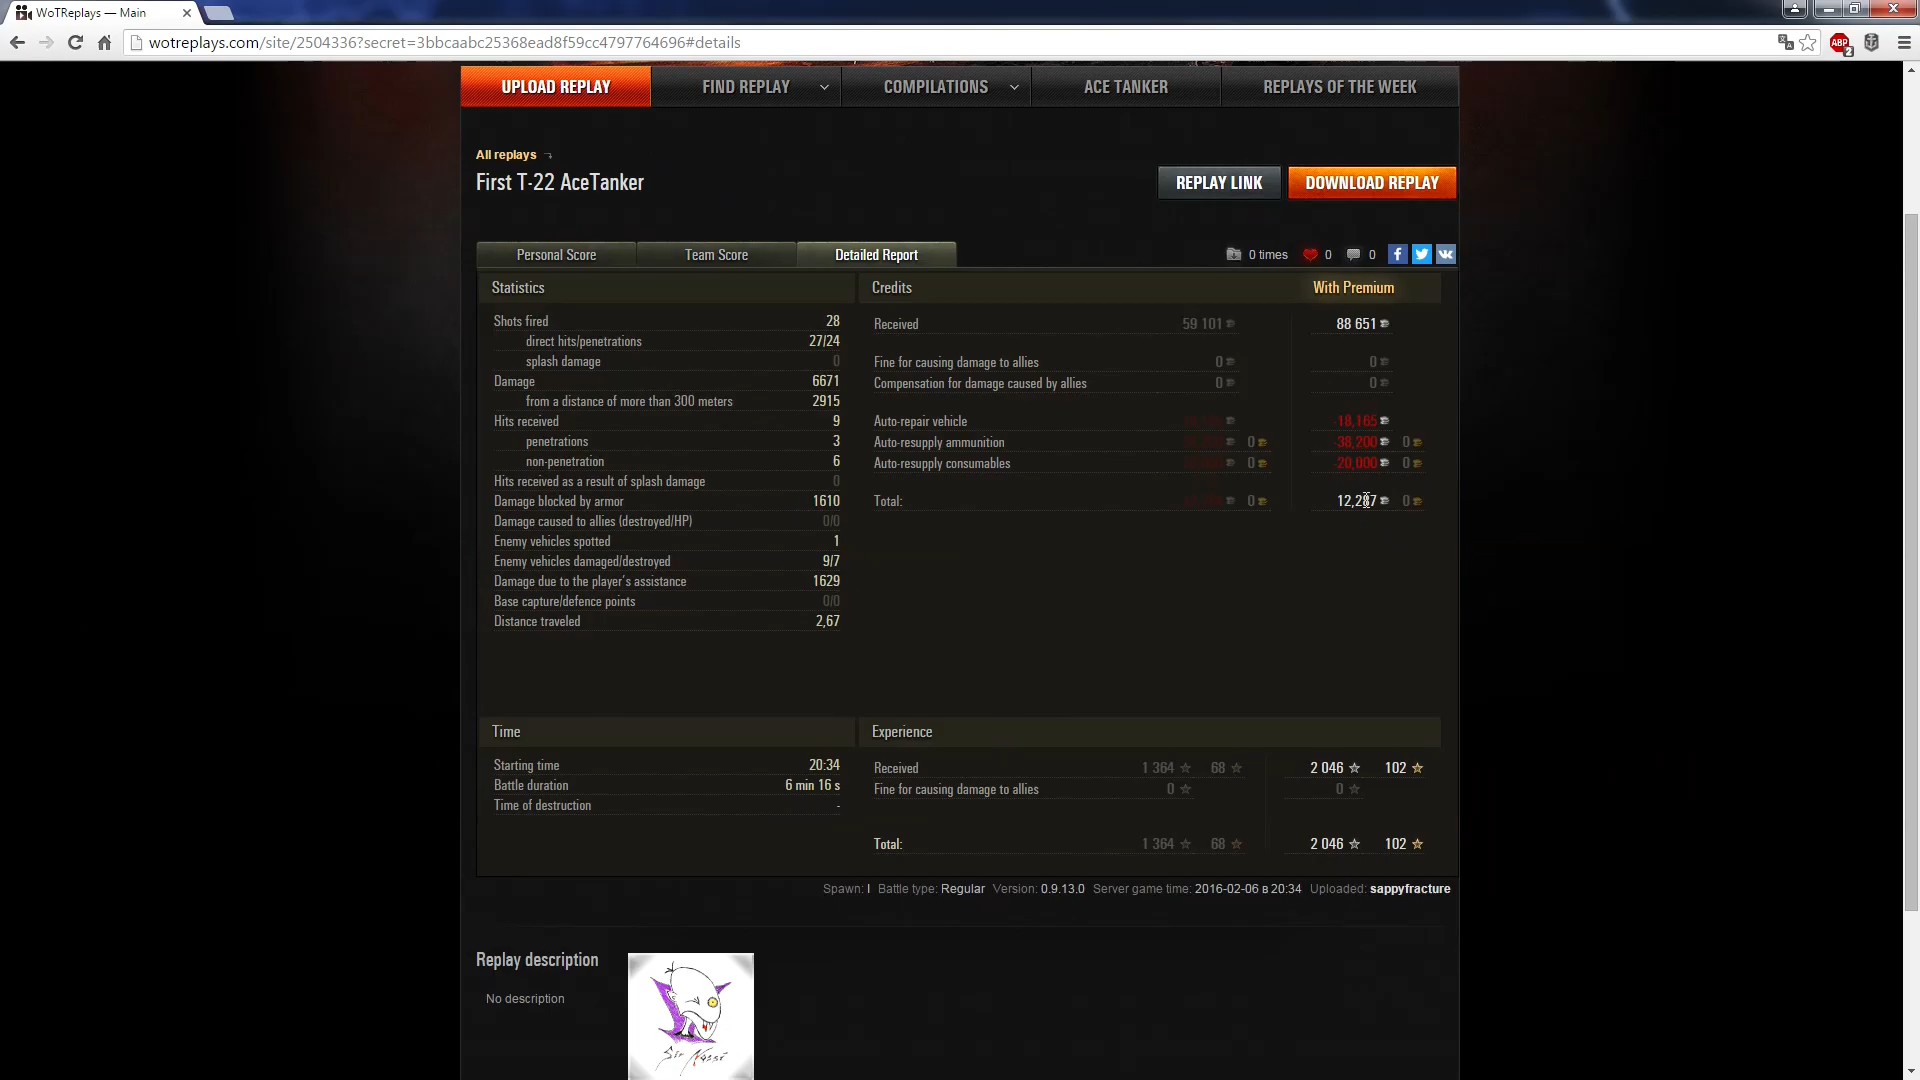 WoTReplays — Main
wotreplays.com/site/2504336?secret=3bbcaabc25368ead8f59cc4797764696#details
ABP 2
UPLOAD REPLAY FIND REPLAY COMPILATIONS ACE TANKER REPLAYS OF THE WEEK
All replays
First T-22 AceTanker
REPLAY LINK DOWNLOAD REPLAY
Personal Score Team Score Detailed Report 0 times 0 0
Statistics Credits With Premium
Shots fired 28
direct hits/penetrations 27/24
splash damage 0
Damage 6671
from a distance of more than 300 meters 2915
Hits received 9
penetrations 3
non-penetration 6
Hits received as a result of splash damage 0
Damage blocked by armor 1610
Damage caused to allies (destroyed/HP) 0/0
Enemy vehicles spotted 1
Enemy vehicles damaged/destroyed 9/7
Damage due to the player's assistance 1629
Base capture/defence points 0/0
Distance traveled 2,67
Received 59 101 88 651
Fine for causing damage to allies 0 0
Compensation for damage caused by allies 0 0
Auto-repair vehicle -18,165
Auto-resupply ammunition 0 -38,200 0
Auto-resupply consumables 0 -20,000 0
Total: 0 0
Time
Starting time 20:34
Battle duration 6 min 16 s
Time of destruction -
Experience
Received 1 364 68 2 046 102
Fine for causing damage to allies 0 0
Total: 1 364 68 2 046 102
Spawn: I Battle type: Regular Version: 0.9.13.0 Server game time: 2016-02-06 в 20:34 Uploaded: sappyfracture
Replay description
No description